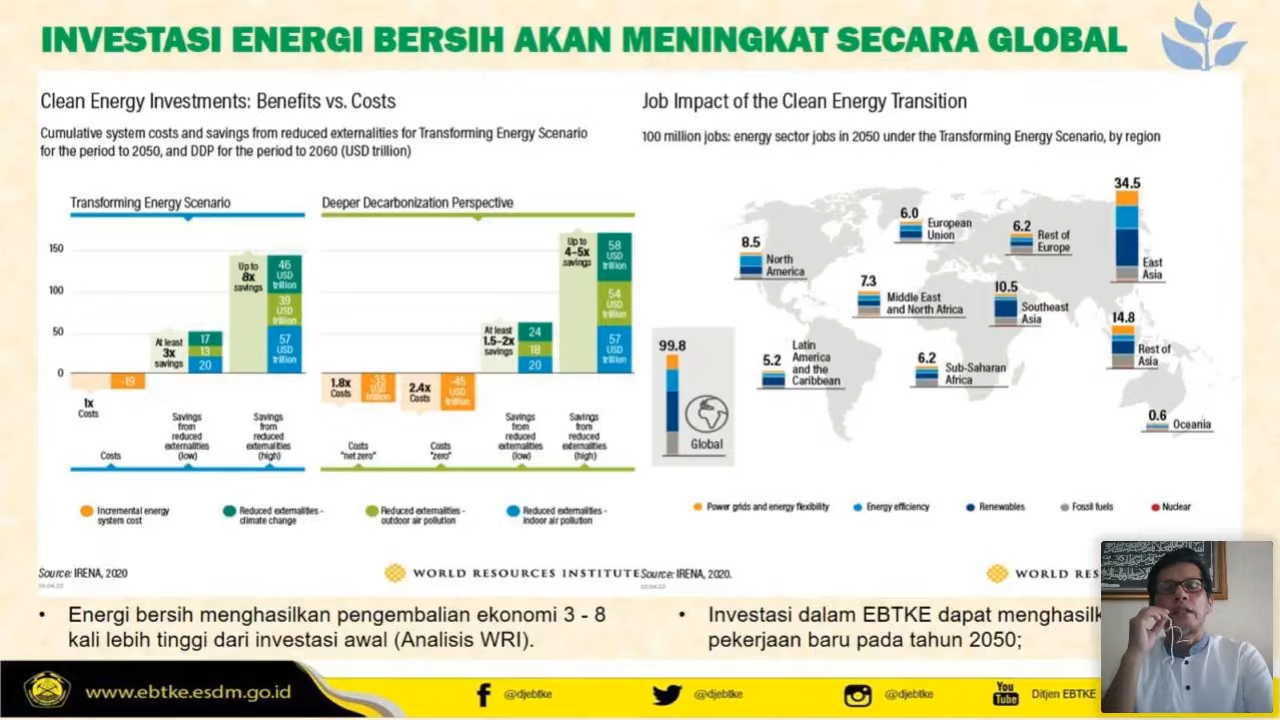 INVESTASI ENERGI BERSIH AKAN MENINGKAT SECARA GLOBAL
Clean Energy Investments: Benefits vs. Costs
Cumulative system costs and savings from reduced externalities for Transforming Energy Scenario
for the period to 2050, and DDP for the period to 2060 (USD trillion)
Transforming Energy Scenario
Deeper Decarbonization Perspective
150
100
50
0
1x
Costs
-19
At least
3x
savings
17
13
20
Up to
8x
savings
46
USD
trillion
39
USD
trillion
57
USD
trillion
1.8x
Costs
-35
USD
trillion
2.4x
Costs
-45
USD
trillion
At least
1.5-2x
savings
24
18
20
Up to
4-5x
savings
58
USD
trillion
54
USD
trillion
57
USD
trillion
Costs
Savings
from
reduced
externalities
(low)
Savings
from
reduced
externalities
(high)
Costs
"net zero"
Costs
"zero"
Savings
from
reduced
externalities
(low)
Savings
from
reduced
externalities
(high)
Incremental energy
system cost
Reduced externalities -
climate change
Reduced externalities -
outdoor air pollution
Reduced externalities -
indoor air pollution
Source: IRENA, 2020
WORLD RESOURCES INSTITUTE
Job Impact of the Clean Energy Transition
100 million jobs: energy sector jobs in 2050 under the Transforming Energy Scenario, by region
34.5
East
Asia
6.0
European
Union
6.2
Rest of
Europe
8.5
North
America
7.3
Middle East
and North Africa
10.5
Southeast
Asia
14.8
Rest of
Asia
99.8
Global
5.2
Latin
America
and the
Caribbean
6.2
Sub-Saharan
Africa
0.6
Oceania
Power grids and energy flexibility
Energy efficiency
Renewables
Fossil fuels
Nuclear
Source: IRENA, 2020.
WORLD RES
• Energi bersih menghasilkan pengembalian ekonomi 3 - 8
kali lebih tinggi dari investasi awal (Analisis WRI).
• Investasi dalam EBTKE dapat menghasilk
pekerjaan baru pada tahun 2050;
www.ebtke.esdm.go.id
@djebtke
@djebtke
@djebtke
You
Tube
Ditjen EBTKE